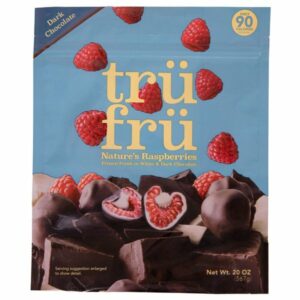 Dark
Chocolate
90
trü
frü
Nature's Raspberries
Frozen Fresh in White & Dark Chocolate
Serving suggestion enlarged
to show detail.
Net Wt. 20 OZ
(567g)